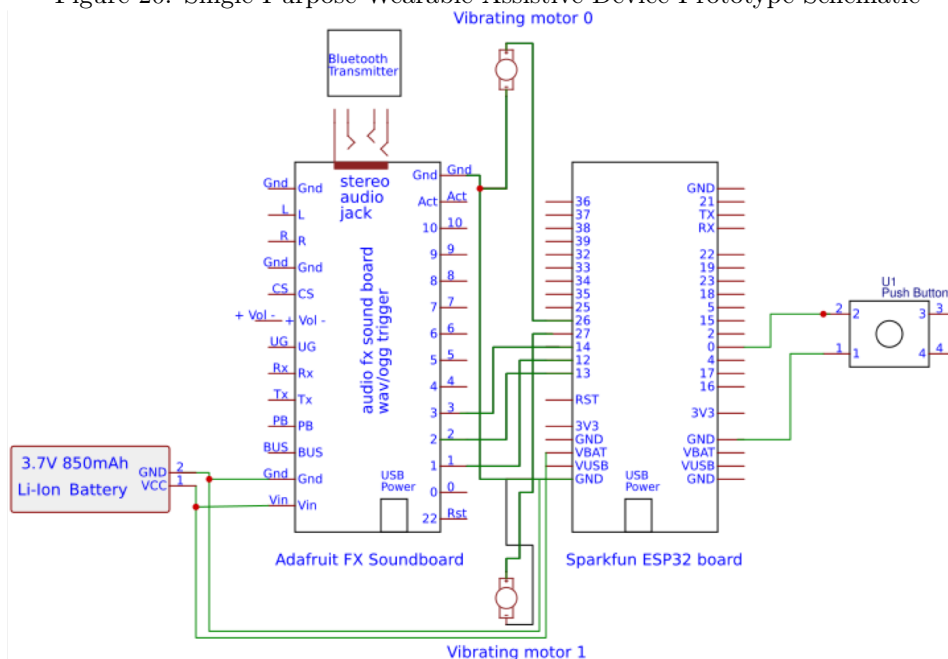 Figure 20: Single Purpose Wearable Assistive Device Prototype Schematic
Vibrating motor 0
Bluetooth
Transmitter
stereo
audio
jack
audio fx sound board
wav/ogg trigger
Gnd Gnd
L L
R R
Gnd Gnd
CS CS
+ Vol - + Vol -
UG UG
Rx Rx
Tx Tx
PB PB
BUS BUS
Gnd Gnd
Vin Vin
Gnd Gnd
Act Act
10 10
9 9
8 8
7 7
6 6
5 5
4 4
3 3
2 2
1 1
0 0
22 Rst
USB
Power
Adafruit FX Soundboard
3.7V 850mAh
Li-Ion Battery
GND 2
VCC 1
36
37
38
39
32
33
34
35
25
26
27
14
12
13
RST
3V3
GND
VBAT
VUSB
GND
GND
21
TX
RX
22
19
23
18
5
15
2
0
4
17
16
3V3
GND
VBAT
VUSB
GND
USB
Power
Sparkfun ESP32 board
U1
Push Button
2 2 3 3
1 1 4 4
Vibrating motor 1